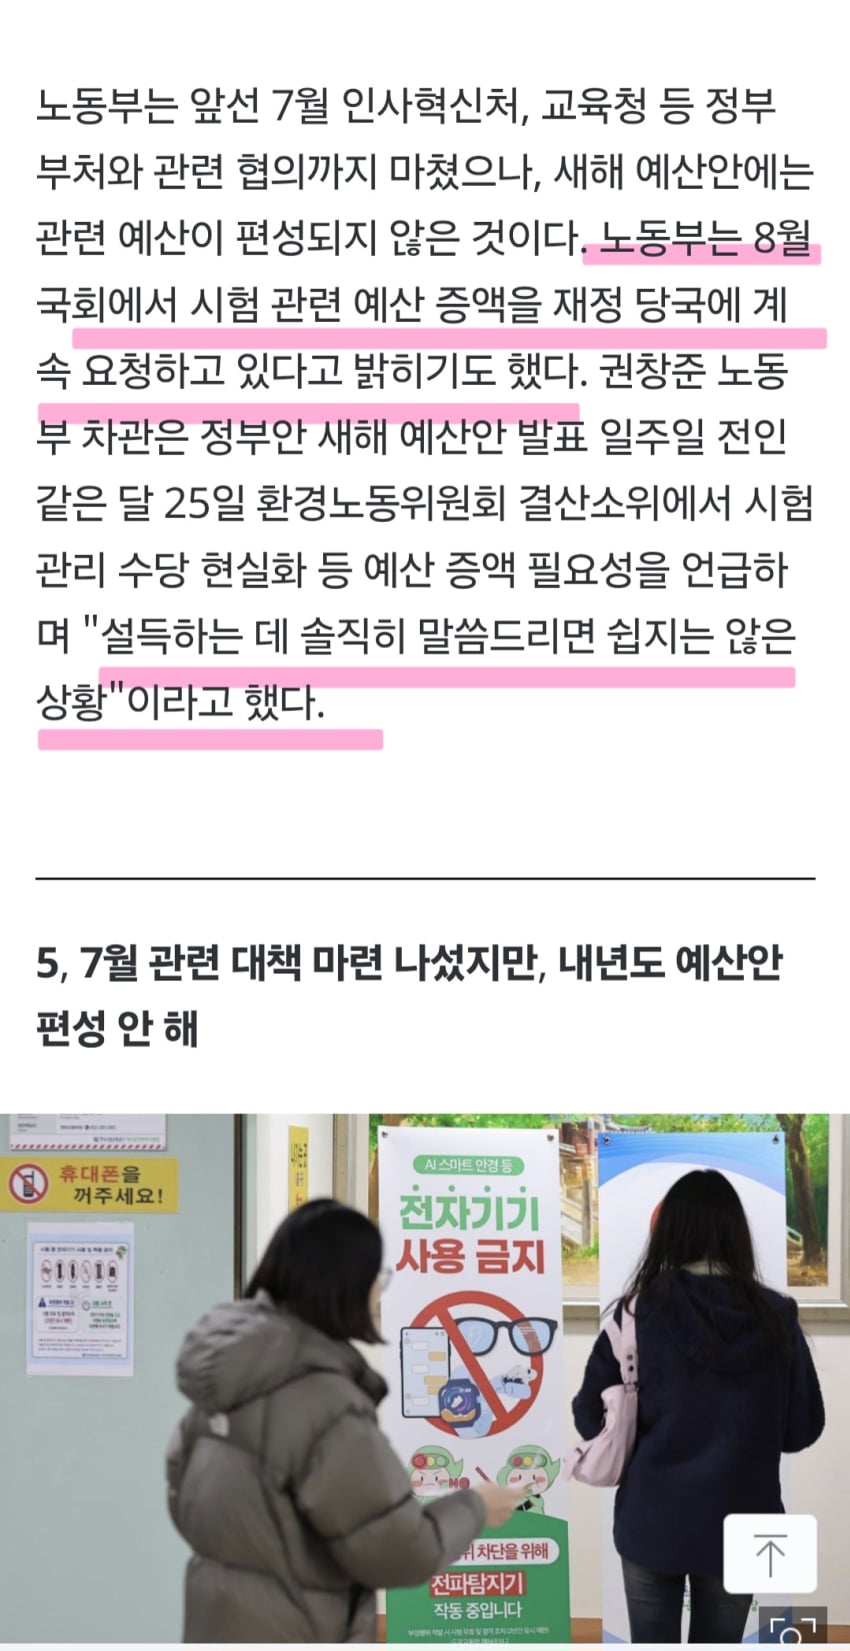 노동부는 앞선 7월 인사혁신처, 교육청 등 정부
부처와 관련 협의까지 마쳤으나, 새해 예산안에는
관련 예산이 편성되지 않은 것이다. 노동부는 8월
국회에서 시험 관련 예산 증액을 재정 당국에 계
속 요청하고 있다고 밝히기도 했다. 권창준 노동
부 차관은 정부안 새해 예산안 발표 일주일 전인
같은 달 25일 환경노동위원회 결산소위에서 시험
관리 수당 현실화 등 예산 증액 필요성을 언급하
며 "설득하는 데 솔직히 말씀드리면 쉽지는 않은
상황"이라고 했다.
5, 7월 관련 대책 마련 나섰지만, 내년도 예산안
편성 안 해
휴대폰을
꺼주세요!
AI 스마트 안경 등
전자기기
사용 금지
위 차단을 위해
전파탐지기
작동 중입니다